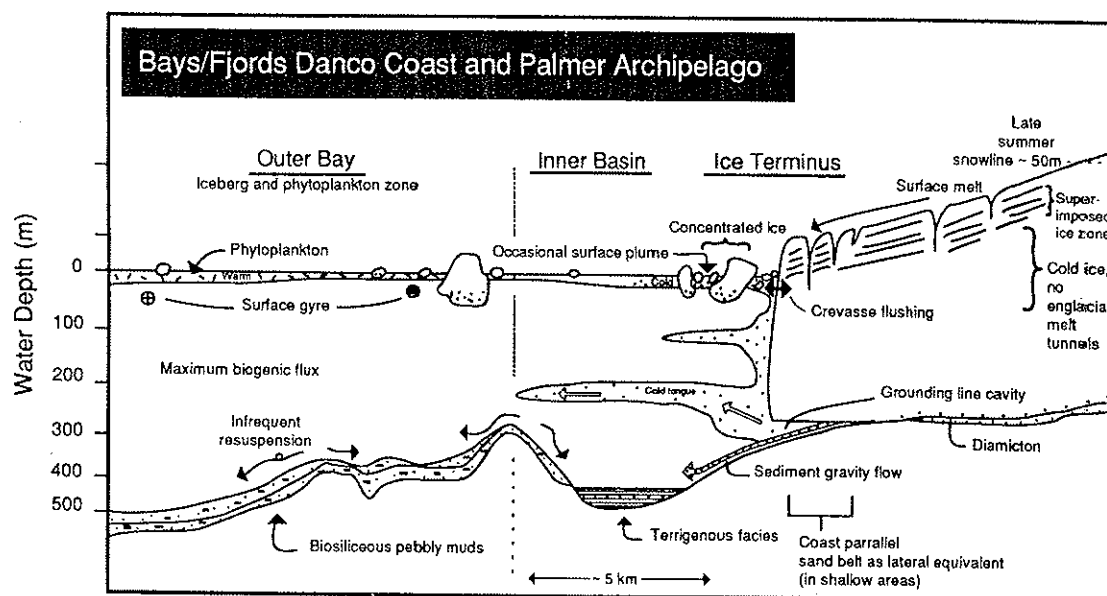 Bays/Fjords Danco Coast and Palmer Archipelago
Late
summer
snowline ~ 50m
Outer Bay
Iceberg and phytoplankton zone
Inner Basin
Ice Terminus
Surface melt
Super-
imposed
ice zone
Concentrated ice
Phytoplankton
Occasional surface plume
Water Depth (m)
0
100
200
300
400
500
Warm
Cold
Surface gyre
Crevasse flushing
Cold ice,
no
englacial
melt
tunnels
Maximum biogenic flux
Cold tongue
Grounding line cavity
Infrequent
resuspension
Diamicton
Sediment gravity flow
Biosiliceous pebbly muds
Terrigenous facies
Coast parrallel
sand belt as lateral equivalent
(in shallow areas)
~ 5 km